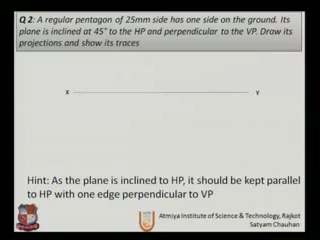 Q 2: A regular pentagon of 25mm side has one side on the ground. Its
plane is inclined at 45° to the HP and perpendicular to the VP. Draw its
projections and show its traces
X Y
Hint: As the plane is inclined to HP, it should be kept parallel
to HP with one edge perpendicular to VP
Atmiya Institute of Science & Technology, Rajkot
Satyam Chauhan